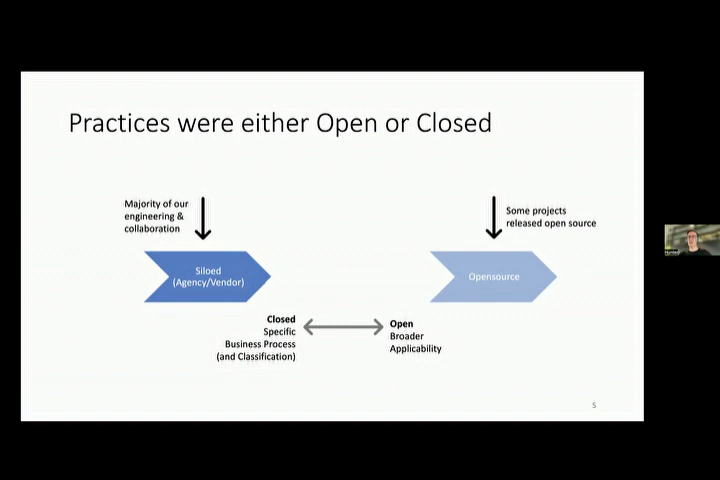 Practices were either Open or Closed
Majority of our
engineering &
collaboration
Some projects
released open source
Siloed
(Agency/Vendor)
Opensource
Closed
Specific
Business Process
(and Classification)
Open
Broader
Applicability
5